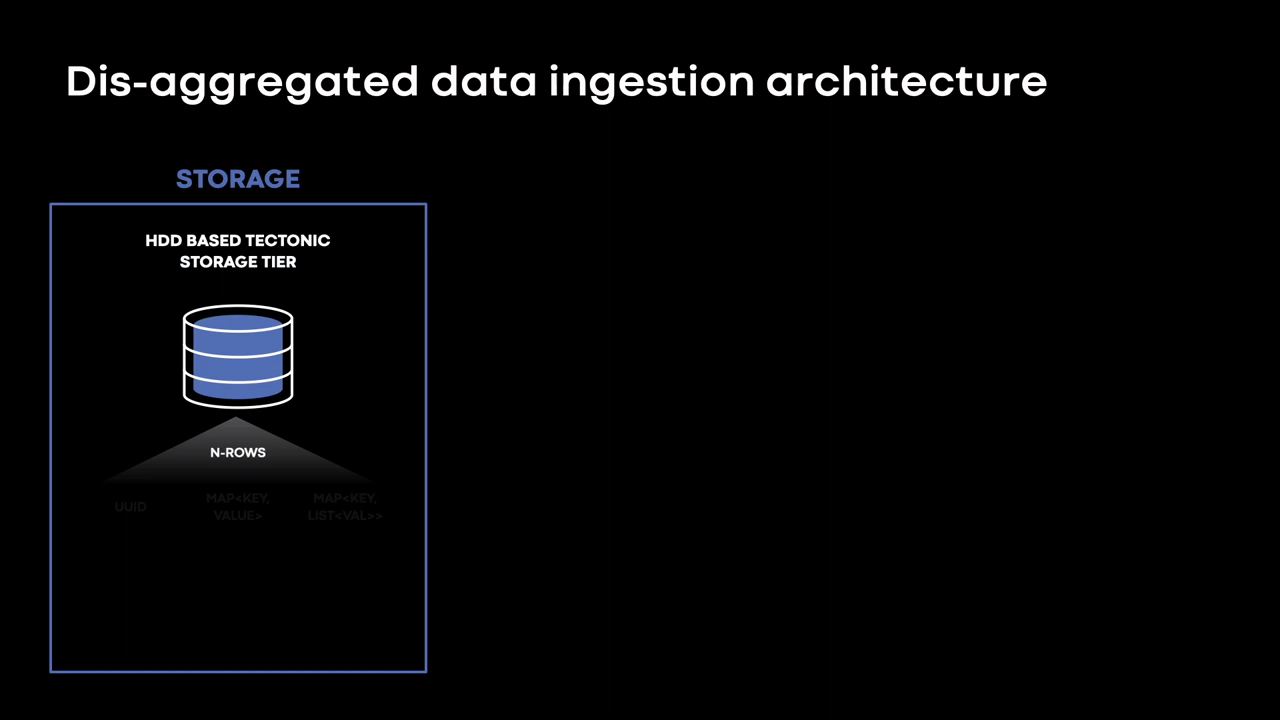 Dis-aggregated data ingestion architecture
STORAGE
HDD BASED TECTONIC
STORAGE TIER
N-ROWS
UUID
MAP<KEY,
VALUE>
MAP<KEY,
LIST<VAL>>